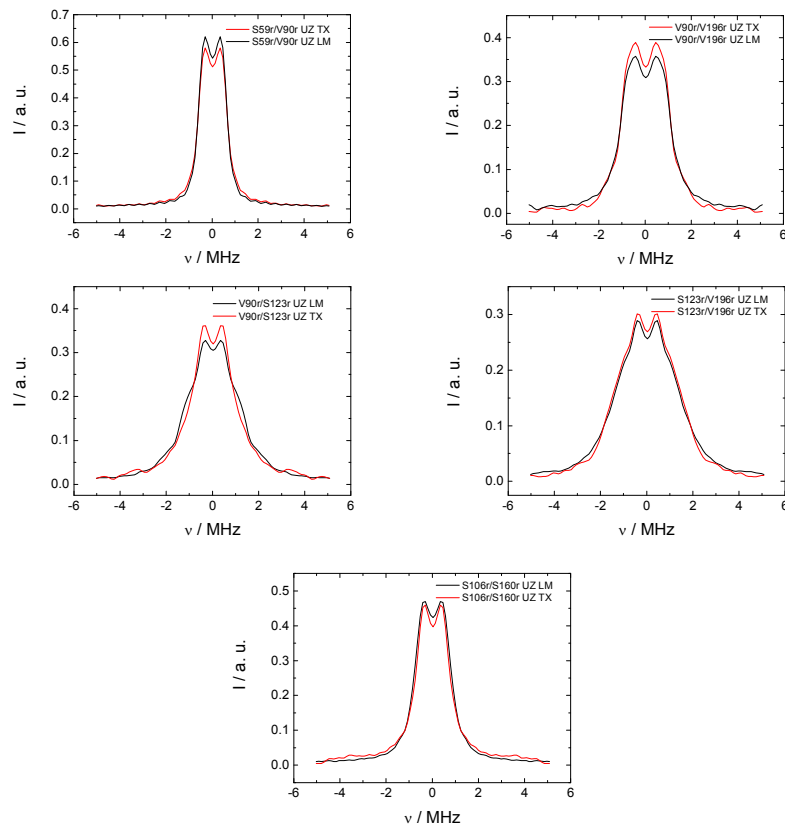 S59r/V90r UZ TX
S59r/V90r UZ LM
0.6
0.5
0.4
0.3
0.2
0.1
0.0
I / a. u.
-6 -4 -2 0 2 4 6
ν / MHz
V90r/V196r UZ TX
V90r/V196r UZ LM
0.4
0.3
0.2
0.1
0.0
I / a. u.
-6 -4 -2 0 2 4 6
ν / MHz
V90r/S123r UZ LM
V90r/S123r UZ TX
0.4
0.3
0.2
0.1
0.0
I / a. u.
-6 -4 -2 0 2 4 6
ν / MHz
S123r/V196r UZ LM
S123r/V196r UZ TX
0.3
0.2
0.1
0.0
I / a. u.
-6 -4 -2 0 2 4 6
ν / MHz
S106r/S160r UZ LM
S106r/S160r UZ TX
0.5
0.4
0.3
0.2
0.1
0.0
I / a. u.
-6 -4 -2 0 2 4 6
ν / MHz